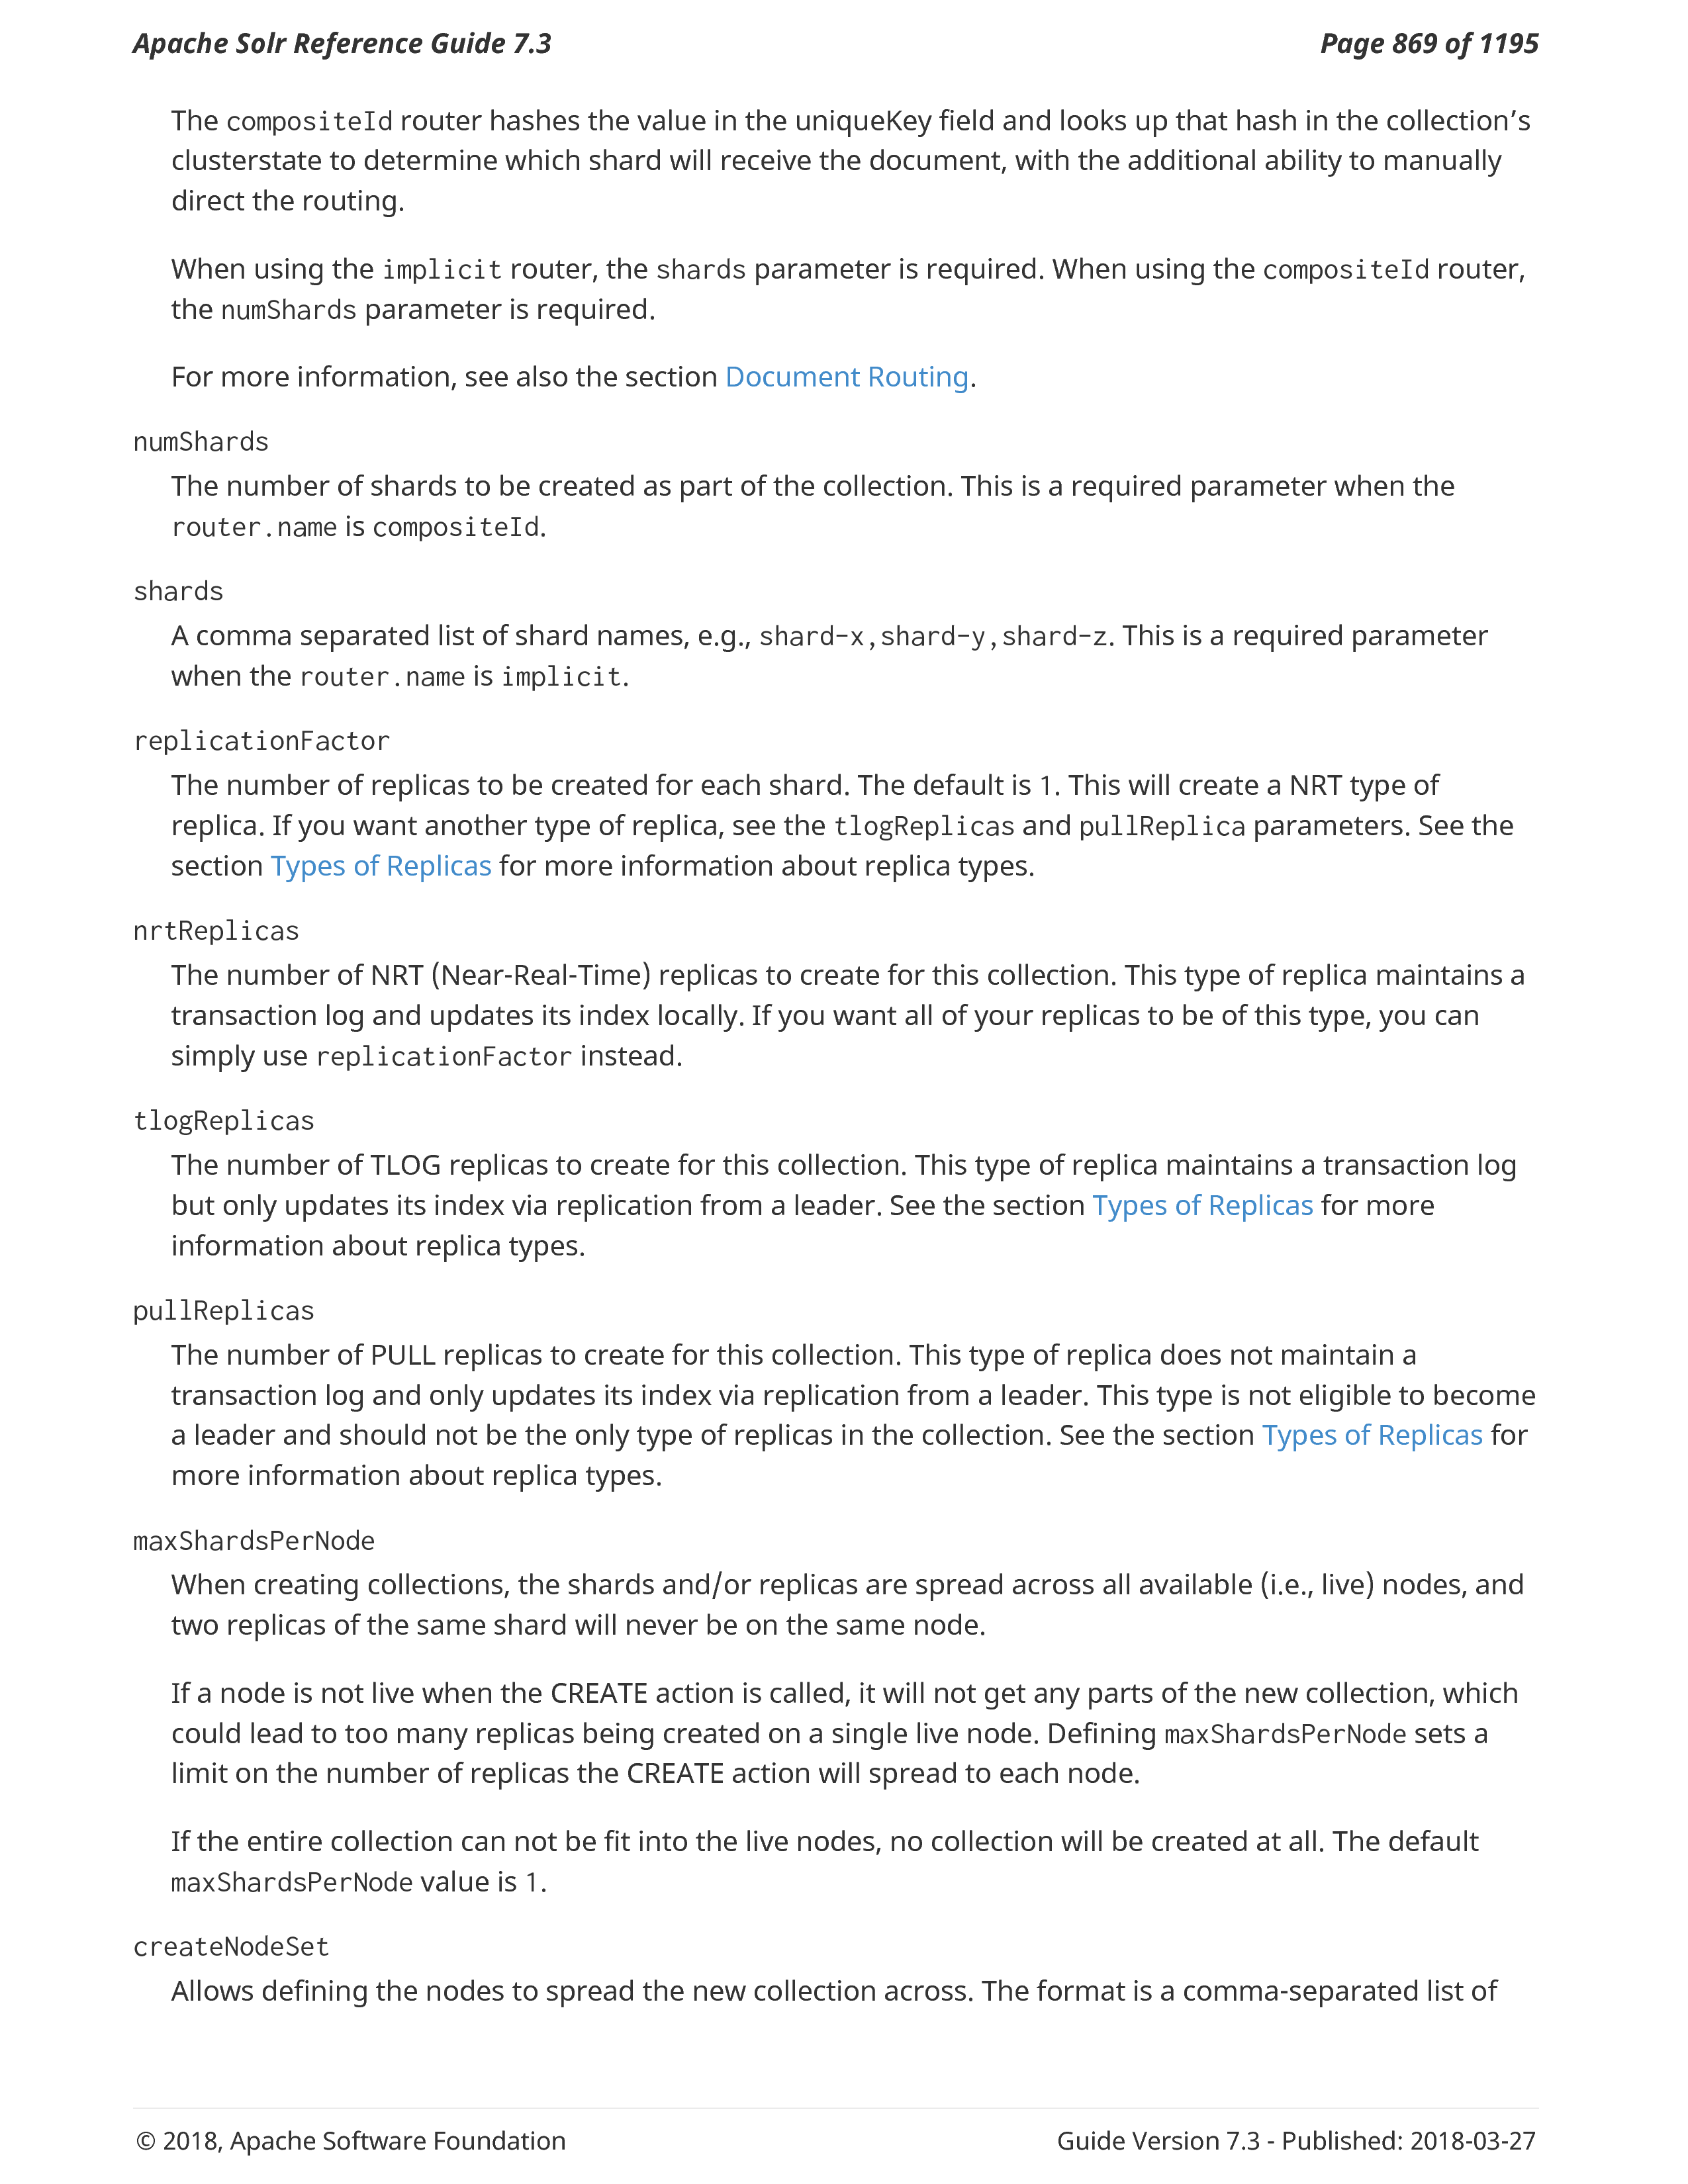 Apache Solr Reference Guide 7.3
Page 869 of 1195
The compositeId router hashes the value in the uniqueKey field and looks up that hash in the collection’s
clusterstate to determine which shard will receive the document, with the additional ability to manually
direct the routing.
When using the implicit router, the shards parameter is required. When using the compositeId router,
the numShards parameter is required.
For more information, see also the section Document Routing.
numShards
The number of shards to be created as part of the collection. This is a required parameter when the
router.name is compositeId.
shards
A comma separated list of shard names, e.g., shard-x,shard-y,shard-z. This is a required parameter
when the router.name is implicit.
replicationFactor
The number of replicas to be created for each shard. The default is 1. This will create a NRT type of
replica. If you want another type of replica, see the tlogReplicas and pullReplica parameters. See the
section Types of Replicas for more information about replica types.
nrtReplicas
The number of NRT (Near-Real-Time) replicas to create for this collection. This type of replica maintains a
transaction log and updates its index locally. If you want all of your replicas to be of this type, you can
simply use replicationFactor instead.
tlogReplicas
The number of TLOG replicas to create for this collection. This type of replica maintains a transaction log
but only updates its index via replication from a leader. See the section Types of Replicas for more
information about replica types.
pullReplicas
The number of PULL replicas to create for this collection. This type of replica does not maintain a
transaction log and only updates its index via replication from a leader. This type is not eligible to become
a leader and should not be the only type of replicas in the collection. See the section Types of Replicas for
more information about replica types.
maxShardsPerNode
When creating collections, the shards and/or replicas are spread across all available (i.e., live) nodes, and
two replicas of the same shard will never be on the same node.
If a node is not live when the CREATE action is called, it will not get any parts of the new collection, which
could lead to too many replicas being created on a single live node. Defining maxShardsPerNode sets a
limit on the number of replicas the CREATE action will spread to each node.
If the entire collection can not be fit into the live nodes, no collection will be created at all. The default
maxShardsPerNode value is 1.
createNodeSet
Allows defining the nodes to spread the new collection across. The format is a comma-separated list of
© 2018, Apache Software Foundation
Guide Version 7.3 - Published: 2018-03-27